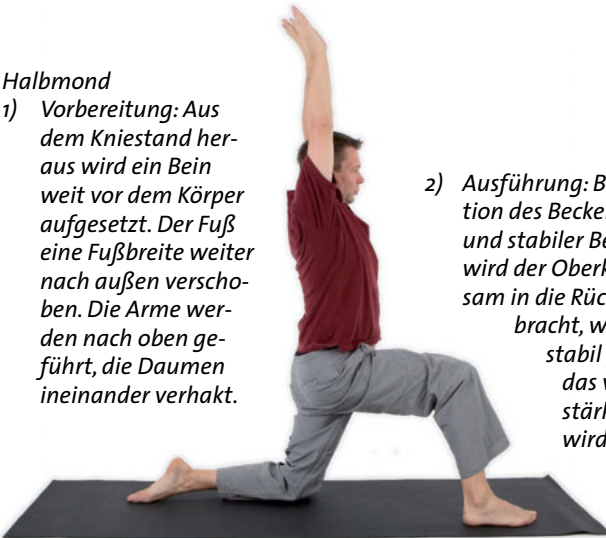 Halbmond
1) Vorbereitung: Aus
dem Kniestand her-
aus wird ein Bein
weit vor dem Körper
aufgesetzt. Der Fuß
eine Fußbreite weiter
nach außen verscho-
ben. Die Arme wer-
den nach oben ge-
führt, die Daumen
ineinander verhakt.
2) Ausführung: B
tion des Becke
und stabiler Be
wird der Oberk
sam in die Rüc
bracht, w
stabil
das v
stärk
wird